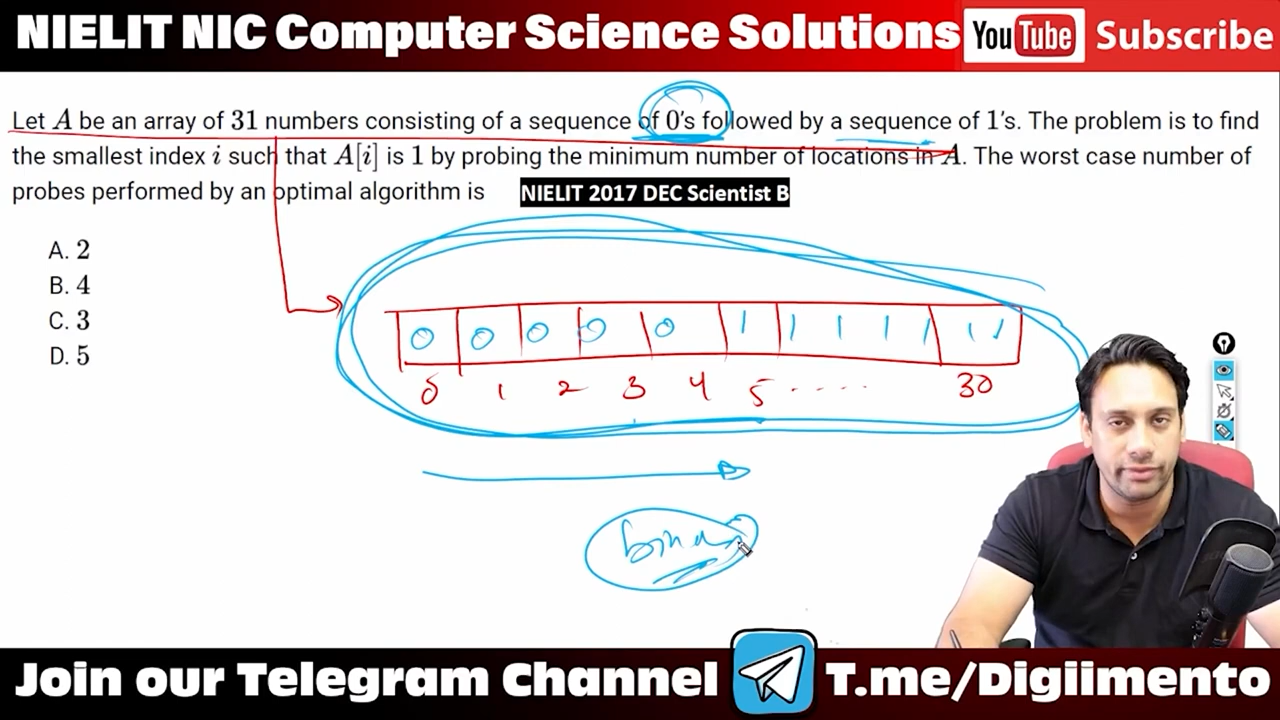 NIELIT NIC Computer Science Solutions YouTube Subscribe
Let A be an array of 31 numbers consisting of a sequence of 0's followed by a sequence of 1's. The problem is to find
the smallest index i such that A[i] is 1 by probing the minimum number of locations in A. The worst case number of
probes performed by an optimal algorithm is NIELIT 2017 DEC Scientist B
A. 2
B. 4
C. 3
D. 5
0 0 0 0 0 1 1 1 1 1 1 1
0 1 2 3 4 5 ...... 30
binary
Join our Telegram Channel T.me/Digiimento